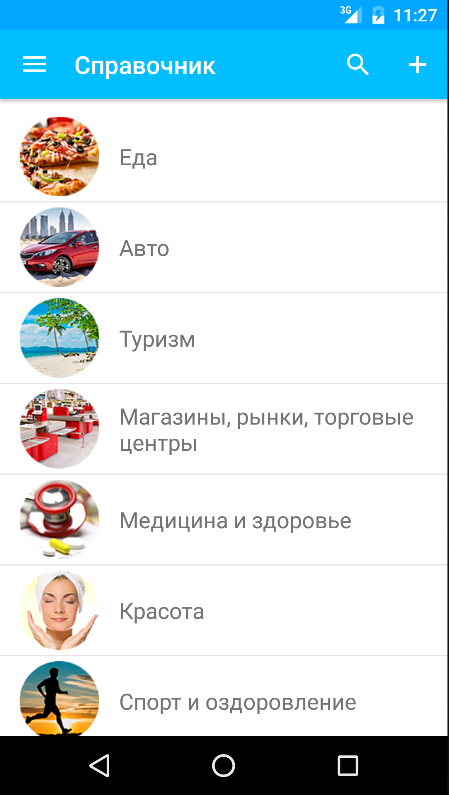 3G 11:27
Справочник
Еда
Авто
Туризм
Магазины, рынки, торговые
центры
Медицина и здоровье
Красота
Спорт и оздоровление